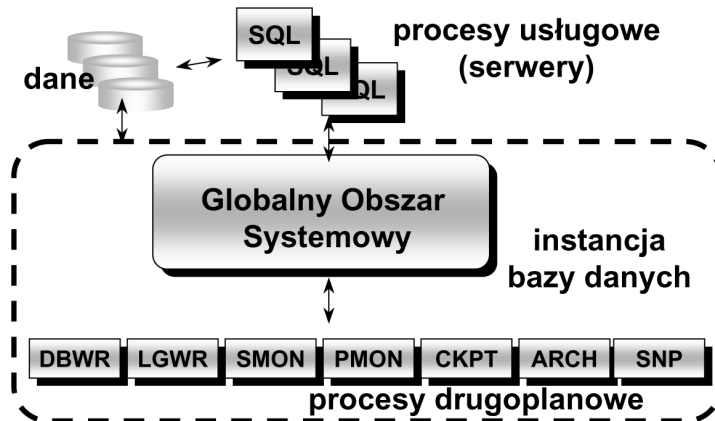 SQL
SQL
SQL
procesy usługowe
(serwery)
dane
Globalny Obszar
Systemowy
instancja
bazy danych
DBWR LGWR SMON PMON CKPT ARCH SNP
procesy drugoplanowe